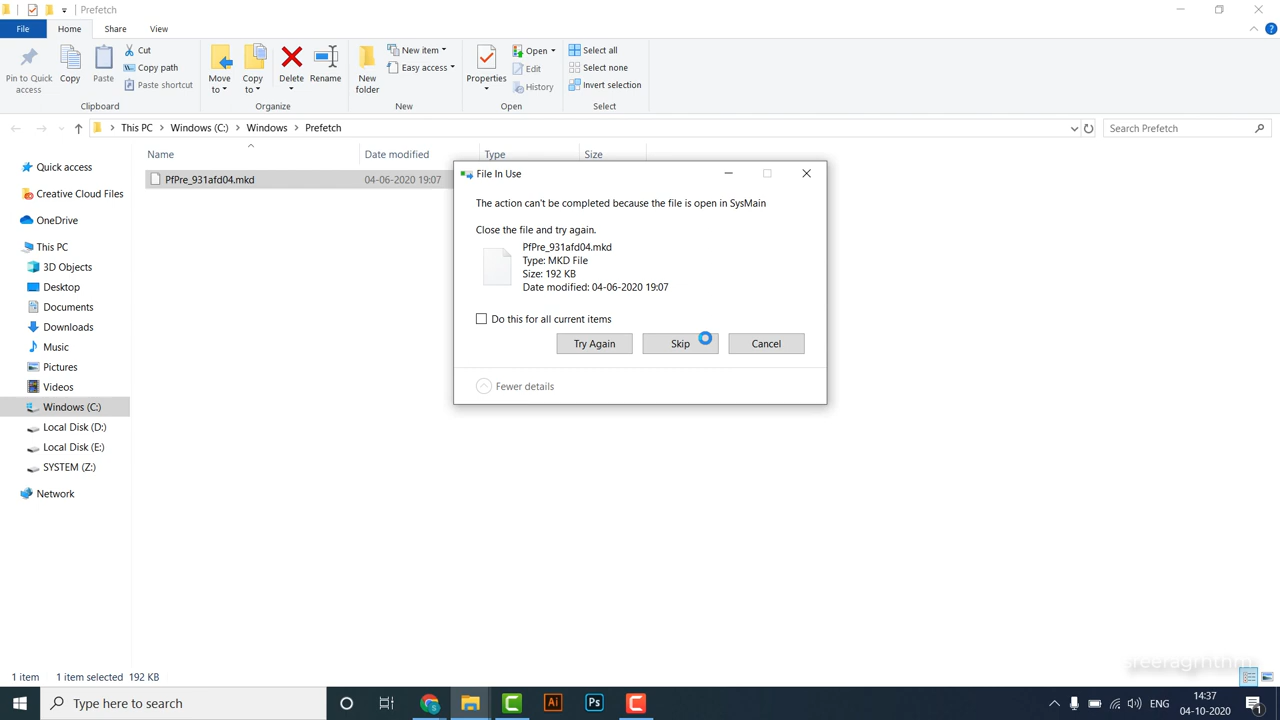 Prefetch
File Home Share View
Pin to Quick access
Copy
Paste
Cut
Copy path
Paste shortcut
Clipboard
Move to
Copy to
Delete
Rename
Organize
New folder
New item
Easy access
New
Properties
Open
Edit
History
Open
Select all
Select none
Invert selection
Select
This PC > Windows (C:) > Windows > Prefetch
Search Prefetch
Name Date modified Type Size
PfPre_931afd04.mkd 04-06-2020 19:07
Quick access
Creative Cloud Files
OneDrive
This PC
3D Objects
Desktop
Documents
Downloads
Music
Pictures
Videos
Windows (C:)
Local Disk (D:)
Local Disk (E:)
SYSTEM (Z:)
Network
File In Use
The action can't be completed because the file is open in SysMain
Close the file and try again.
PfPre_931afd04.mkd
Type: MKD File
Size: 192 KB
Date modified: 04-06-2020 19:07
Do this for all current items
Try Again Skip Cancel
Fewer details
1 item 1 item selected 192 KB
Type here to search
Ai
Ps
ENG
14:37
04-10-2020
1